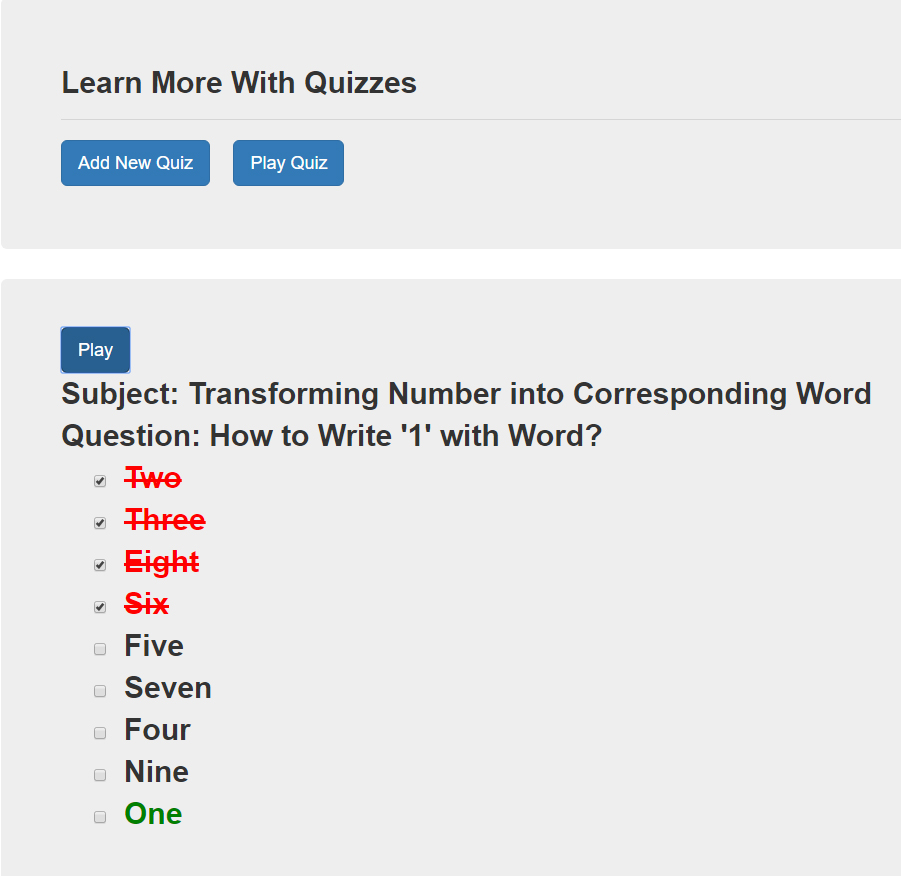 Learn More With Quizzes
Add New Quiz Play Quiz
Play
Subject: Transforming Number into Corresponding Word
Question: How to Write '1' with Word?
Two
Three
Eight
Six
Five
Seven
Four
Nine
One